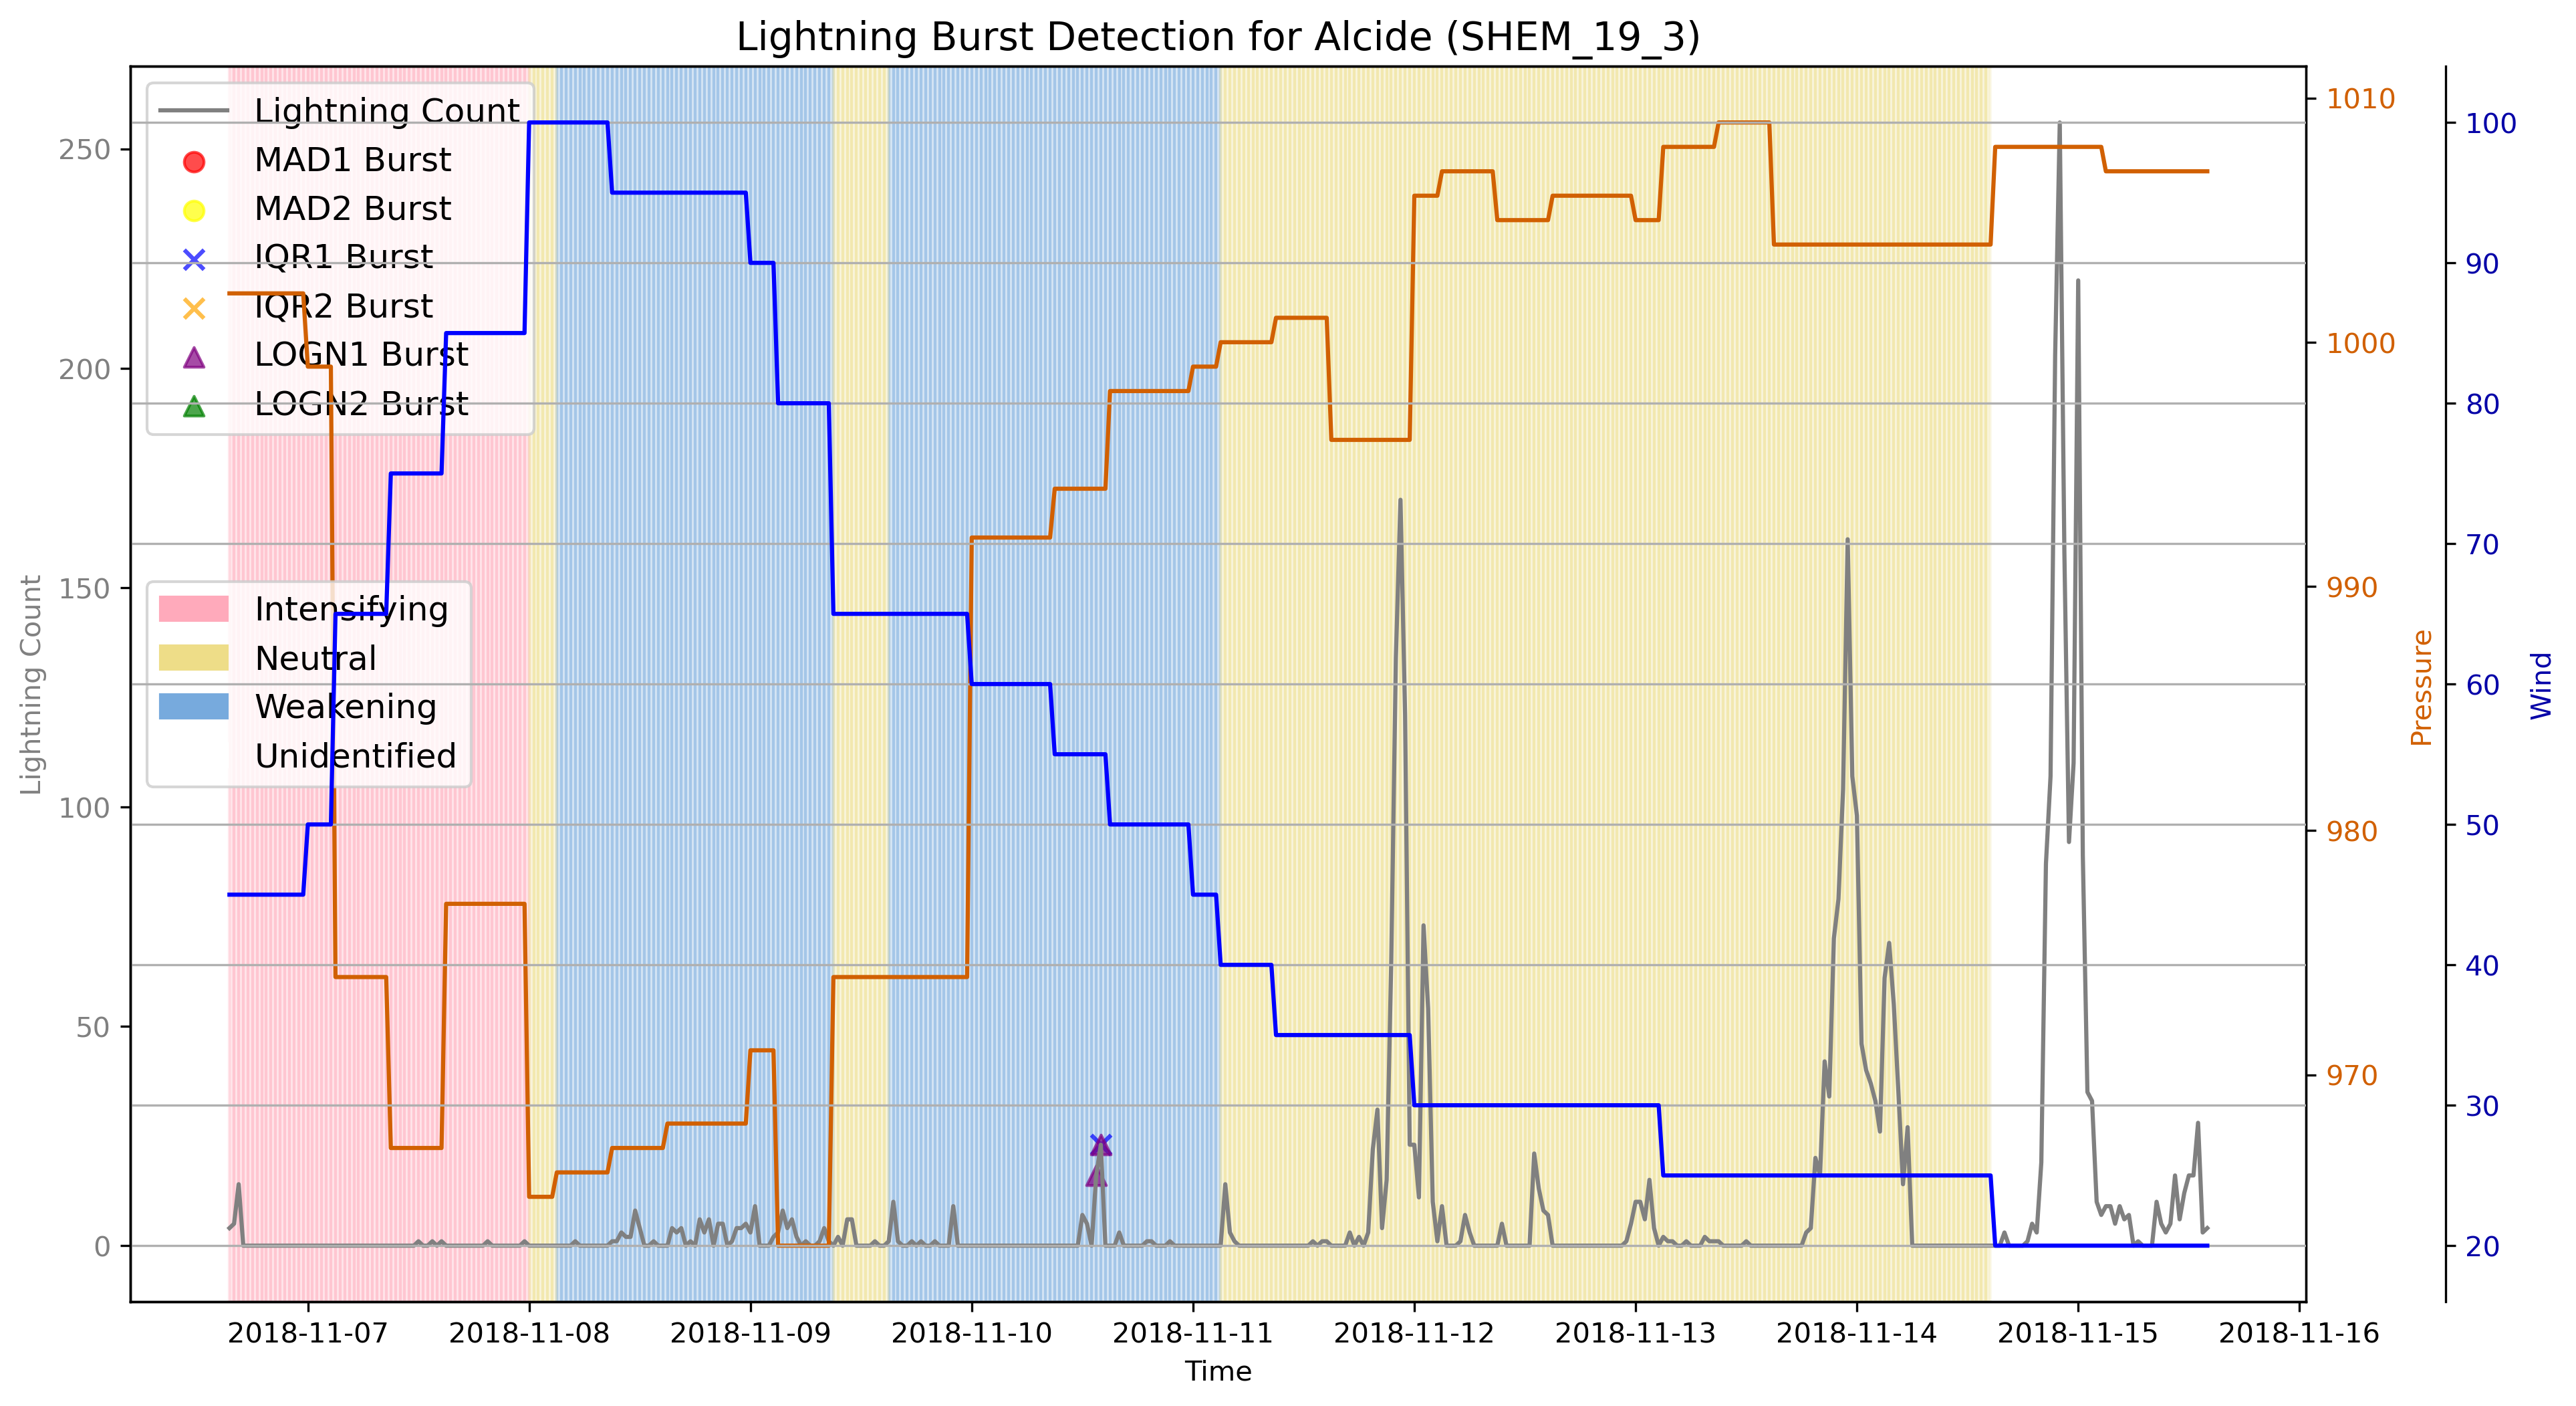 Lightning Burst Detection for Alcide (SHEM_19_3)
Lightning Count
MAD1 Burst
MAD2 Burst
IQR1 Burst
IQR2 Burst
LOGN1 Burst
LOGN2 Burst
Intensifying
Neutral
Weakening
Unidentified
Lightning Count
250
200
150
100
50
0
1010
1000
990
980
970
Pressure
100
90
80
70
60
50
40
30
20
Wind
2018-11-07 2018-11-08 2018-11-09 2018-11-10 2018-11-11 2018-11-12 2018-11-13 2018-11-14 2018-11-15 2018-11-16
Time